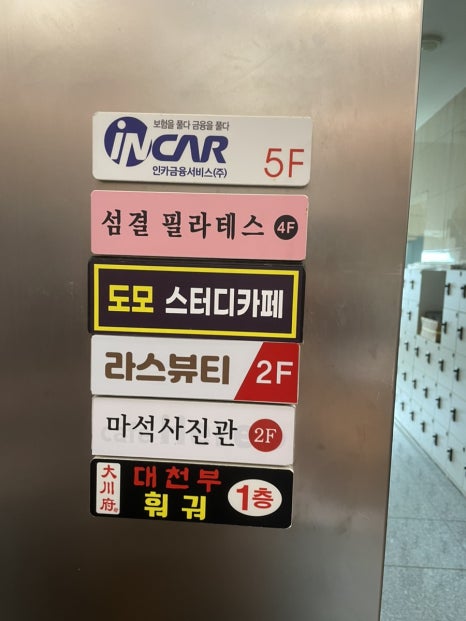 보험을 풀다 금융을 풀다
iNCAR
인카금융서비스(주)
5F
섬결 필라테스 4F
도모 스터디카페
라스뷰티 2F
마석사진관 2F
大川府
대천부
훠궈
1층